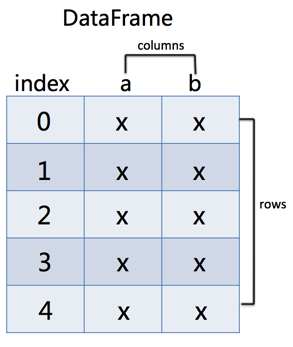 DataFrame
columns
index a b
0 x x
1 x x
2 x x
rows
3 x x
4 x x